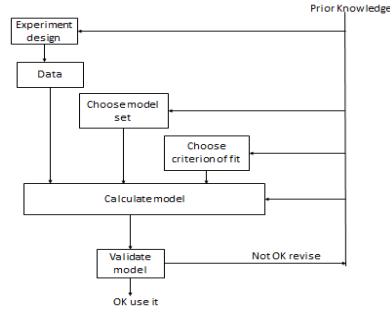 Prior Knowledge
Experiment
design
Data
Choose model
set
Choose
criterion of fit
Calculate model
Validate
model
Not OK revise
OK use it